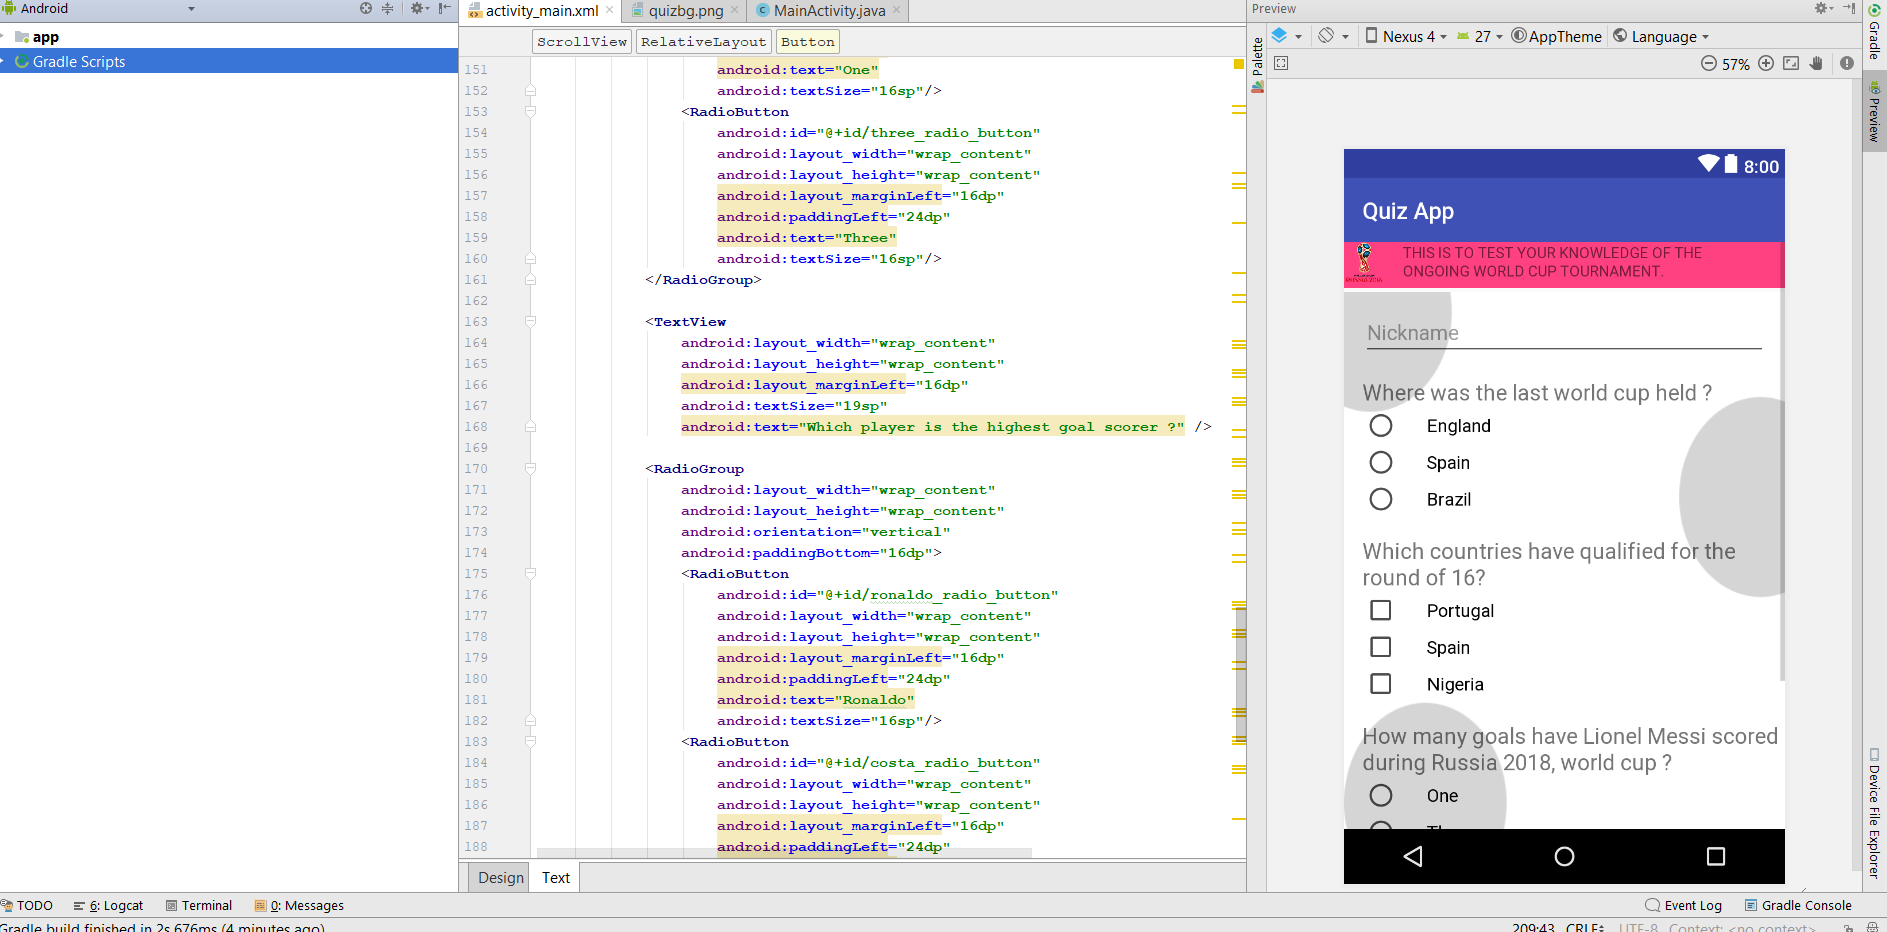 Android
app
Gradle Scripts
activity_main.xml
quizbg.png
MainActivity.java
ScrollView
RelativeLayout
Button
151 android:text="One"
152 android:textSize="16sp"/>
153 <RadioButton
154 android:id="@+id/three_radio_button"
155 android:layout_width="wrap_content"
156 android:layout_height="wrap_content"
157 android:layout_marginLeft="16dp"
158 android:paddingLeft="24dp"
159 android:text="Three"
160 android:textSize="16sp"/>
161 </RadioGroup>
162
163 <TextView
164 android:layout_width="wrap_content"
165 android:layout_height="wrap_content"
166 android:layout_marginLeft="16dp"
167 android:textSize="19sp"
168 android:text="Which player is the highest goal scorer ?" />
169
170 <RadioGroup
171 android:layout_width="wrap_content"
172 android:layout_height="wrap_content"
173 android:orientation="vertical"
174 android:paddingBottom="16dp">
175 <RadioButton
176 android:id="@+id/ronaldo_radio_button"
177 android:layout_width="wrap_content"
178 android:layout_height="wrap_content"
179 android:layout_marginLeft="16dp"
180 android:paddingLeft="24dp"
181 android:text="Ronaldo"
182 android:textSize="16sp"/>
183 <RadioButton
184 android:id="@+id/costa_radio_button"
185 android:layout_width="wrap_content"
186 android:layout_height="wrap_content"
187 android:layout_marginLeft="16dp"
188 android:paddingLeft="24dp"
Design
Text
Preview
Palette
Nexus 4
27
AppTheme
Language
57%
8:00
Quiz App
THIS IS TO TEST YOUR KNOWLEDGE OF THE
ONGOING WORLD CUP TOURNAMENT.
Nickname
Where was the last world cup held ?
England
Spain
Brazil
Which countries have qualified for the
round of 16?
Portugal
Spain
Nigeria
How many goals have Lionel Messi scored
during Russia 2018, world cup ?
One
Gradle
Preview
Device File Explorer
TODO
6: Logcat
Terminal
0: Messages
Event Log
Gradle Console
Gradle build finished in 2s 676ms (4 minutes ago)
209:43
CRLF
UTF-8
Context: <no context>